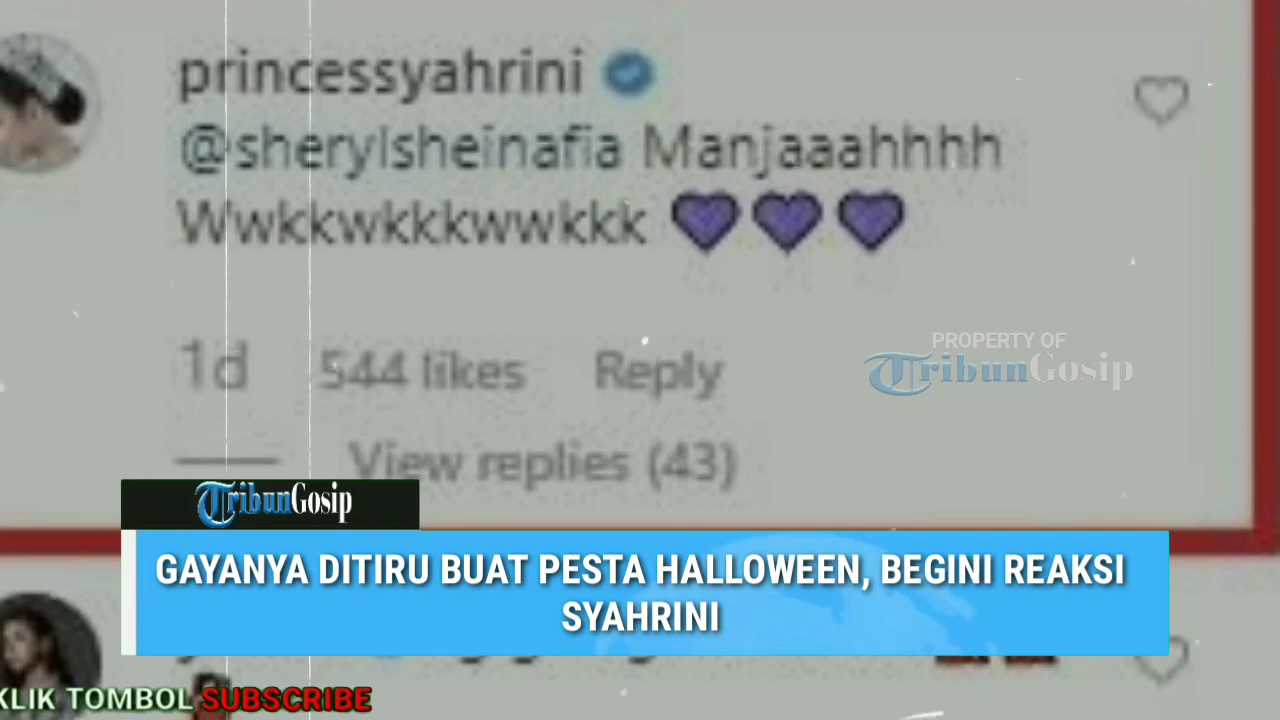 princessyahrini
@sherylsheinafia Manjaaahhhh
Wwkkwkkkwwkkk 💜💜💜
1d 544 likes Reply
PROPERTY OF
TribunGosip
View replies (43)
TribunGosip
GAYANYA DITIRU BUAT PESTA HALLOWEEN, BEGINI REAKSI
SYAHRINI
KLIK TOMBOL SUBSCRIBE